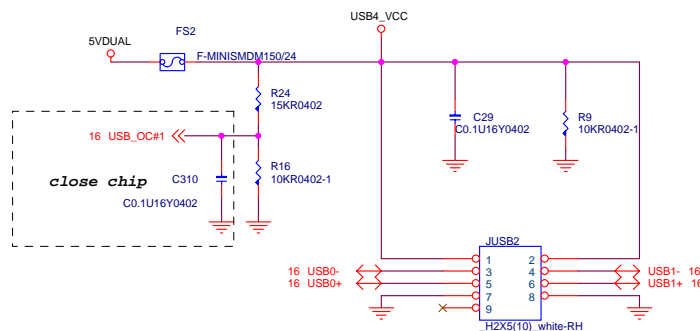 USB4_VCC
FS2
5VDUAL
F-MINISMDM150/24
R24
15KR0402
C29
C0.1U16Y0402
R9
10KR0402-1
16 USB_OC#1
R16
10KR0402-1
close chip
C310
C0.1U16Y0402
JUSB2
1 2
16 USB0- 3 4 USB1- 16
16 USB0+ 5 6 USB1+ 16
7 8
9
_H2X5(10)_white-RH